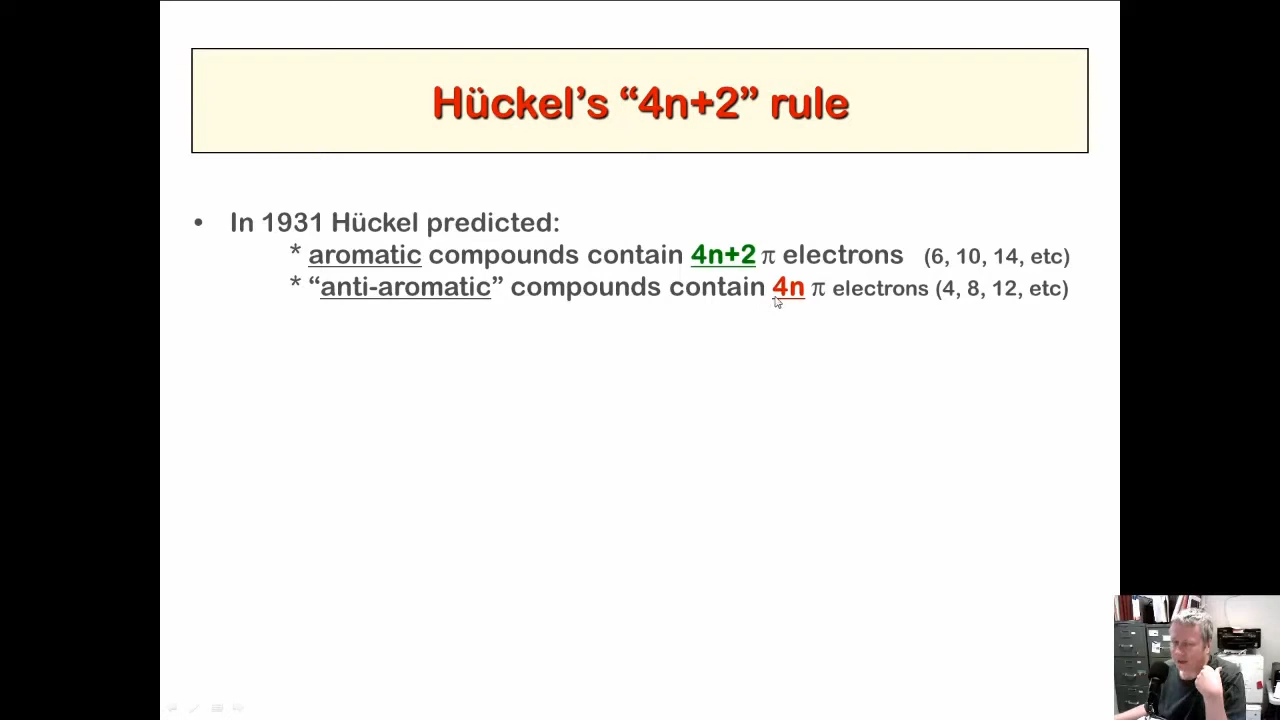 Hückel's “4n+2” rule
• In 1931 Hückel predicted:
* aromatic compounds contain 4n+2 π electrons (6, 10, 14, etc)
* “anti-aromatic” compounds contain 4n π electrons (4, 8, 12, etc)